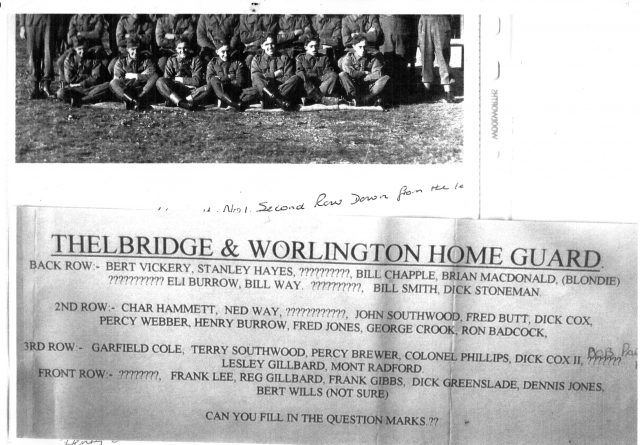 No1. Second Row Down from the
THELBRIDGE & WORLINGTON HOME GUARD.
BACK ROW:- BERT VICKERY, STANLEY HAYES, ??????????, BILL CHAPPLE, BRIAN MACDONALD, (BLONDIE)
??????????? ELI BURROW, BILL WAY. ??????????, BILL SMITH, DICK STONEMAN.
2ND ROW:- CHAR HAMMETT, NED WAY, ????????????, JOHN SOUTHWOOD, FRED BUTT, DICK COX,
PERCY WEBBER, HENRY BURROW, FRED JONES, GEORGE CROOK, RON BADCOCK,
BOB
3RD ROW - GARFIELD COLE, TERRY SOUTHWOOD, PERCY BREWER, COLONEL PHILLIPS, DICK COX II, ???????
LESLEY GILLBARD, MONT RADFORD.
FRONT ROW:- ????????, FRANK LEE, REG GILLBARD, FRANK GIBBS, DICK GREENSLADE, DENNIS JONES,
BERT WILLS (NOT SURE)
CAN YOU FILL IN THE QUESTION MARKS.??